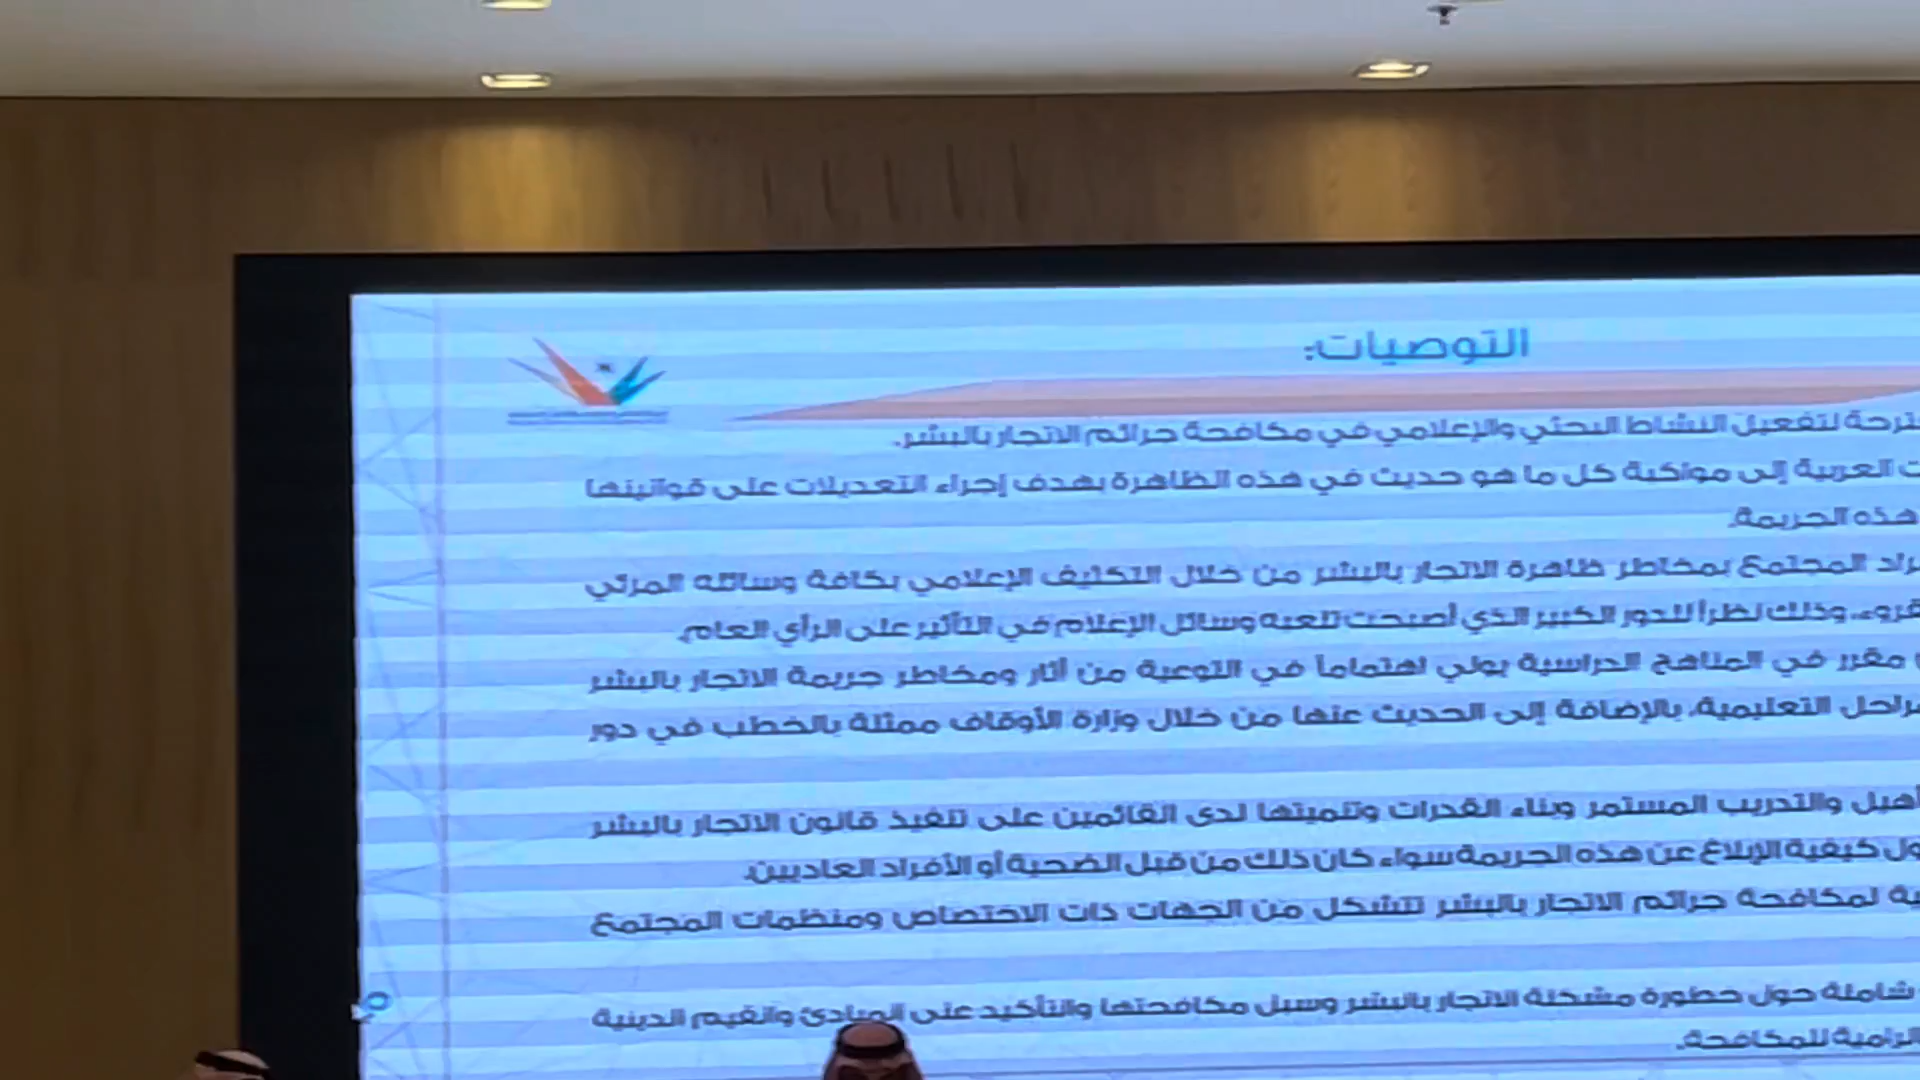 التوصيات:
لتفعيل النشاط البحثي والإعلامي في مكافحة جرائم الاتجار بالبشر.
العربية إلى مواكبة كل ما هو حديث في هذه الظاهرة بهدف إجراء التعديلات على قوانينها
هذه الجريمة.
المجتمع بمخاطر ظاهرة الاتجار بالبشر من خلال التكثيف الإعلامي بكافة وسائله المرئي
وذلك نظراً للدور الكبير الذي أصبحت تلعبه وسائل الإعلام في التأثير على الرأي العام.
مقرر في المناهج الدراسية يولي اهتماماً في التوعية من آثار ومخاطر جريمة الاتجار بالبشر
التعليمية، بالإضافة إلى الحديث عنها من خلال وزارة الأوقاف ممثلة بالخطب في دور
والتدريب المستمر وبناء القدرات وتنميتها لدى القائمين على تنفيذ قانون الاتجار بالبشر
كيفية الإبلاغ عن هذه الجريمة سواء كان ذلك من قبل الضحية أو الأفراد العاديين.
لمكافحة جرائم الاتجار بالبشر تتشكل من الجهات ذات الاختصاص ومنظمات المجتمع
شاملة حول خطورة مشكلة الاتجار بالبشر وسبل مكافحتها والتأكيد على المبادئ والقيم الدينية
الرامية للمكافحة.